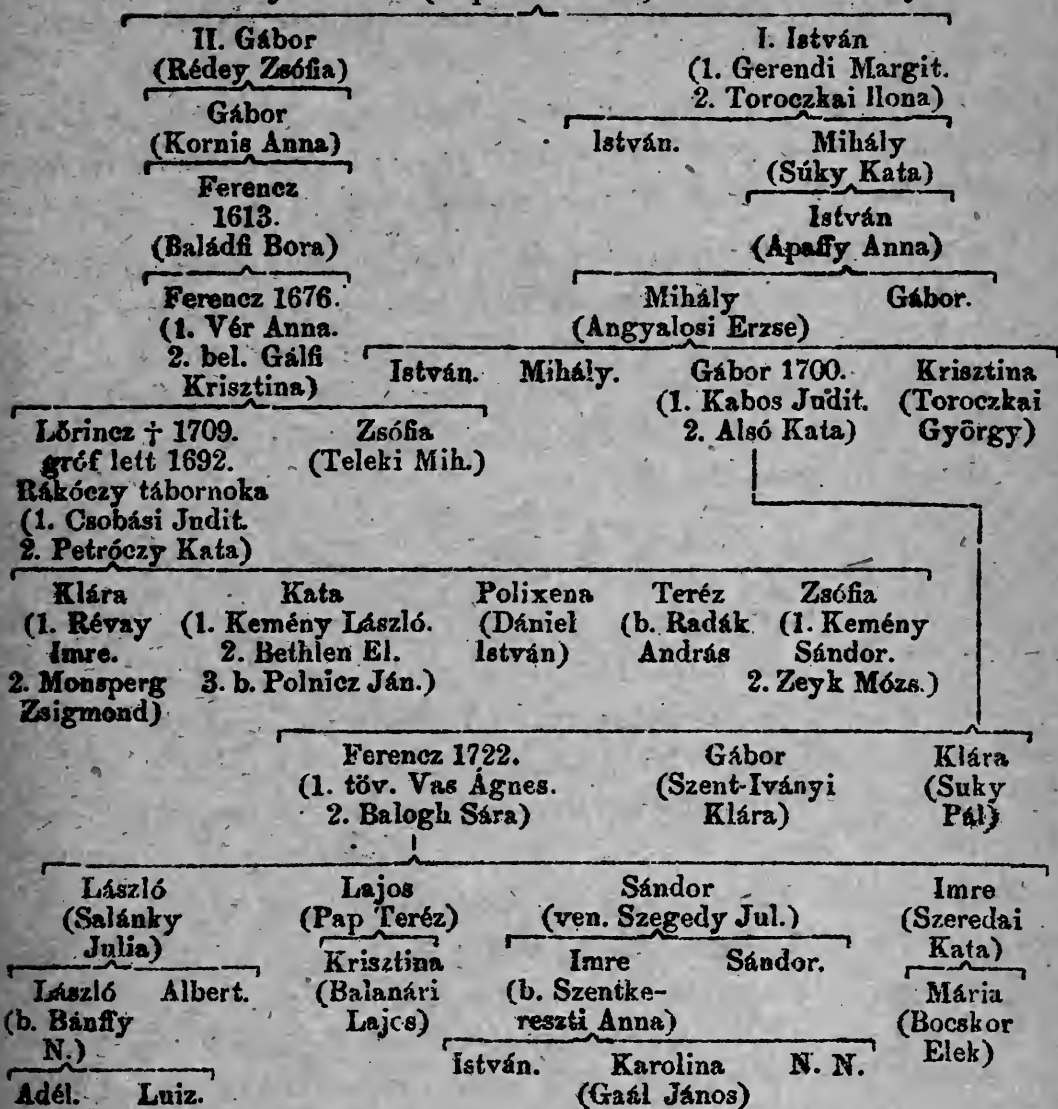 II. Gábor I. István
(Rédey Zsófia) (1. Gerendi Margit.
2. Toroczkai Ilona)
Gábor
(Kornis Anna) István. Mihály
(Súky Kata)
Ferencz
1613. István
(Baládfi Bora) (Apaffy Anna)
Ferencz 1676. Mihály Gábor.
(1. Vér Anna. (Angyalosi Erzse)
2. bel. Gálfi
Krisztina) István. Mihály. Gábor 1700. Krisztina
(1. Kabos Judit. (Toroczkai
Lőrincz † 1709. Zsófia 2. Alsó Kata) György)
gróf lett 1692. (Teleki Mih.)
Rákóczy tábornoka
(1. Csobási Judit.
2. Petróczy Kata)
Klára Kata Polixena Teréz Zsófia
(1. Révay (1. Kemény László. (Dániel (b. Radák (1. Kemény
Imre. 2. Bethlen El. István) András Sándor.
2. Monsperg 3. b. Polnicz Ján.) 2. Zeyk Mózs.)
Zsigmond)
Ferencz 1722. Gábor Klára
(1. töv. Vas Ágnes. (Szent-Iványi (Suky
2. Balogh Sára) Klára) Pál)
László Lajos Sándor Imre
(Salánky (Pap Teréz) (ven. Szegedy Jul.) (Szeredai
Julia) Kata)
Krisztina Imre Sándor.
László Albert. (Balanári (b. Szentke- Mária
(b. Bánffy Lajcs) reszti Anna) (Bocskor
N.) Elek)
István. Karolina N. N.
Adél. Luiz. (Gaál János)